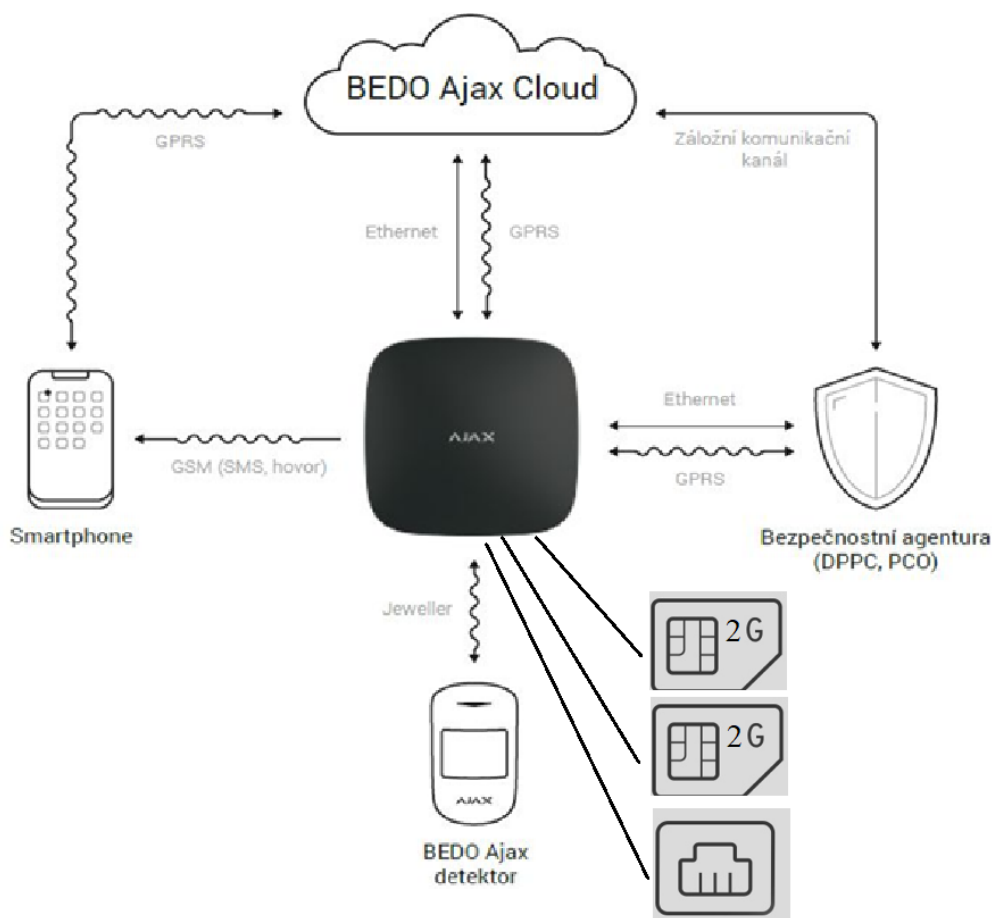 BEDO Ajax Cloud
GPRS
Záložní komunikační
kanál
Ethernet
GPRS
AJAX
Ethernet
GPRS
GSM (SMS, hovor)
Smartphone
Bezpečnostní agentura
(DPPC, PCO)
Jeweller
2G
2G
AJAX
BEDO Ajax
detektor